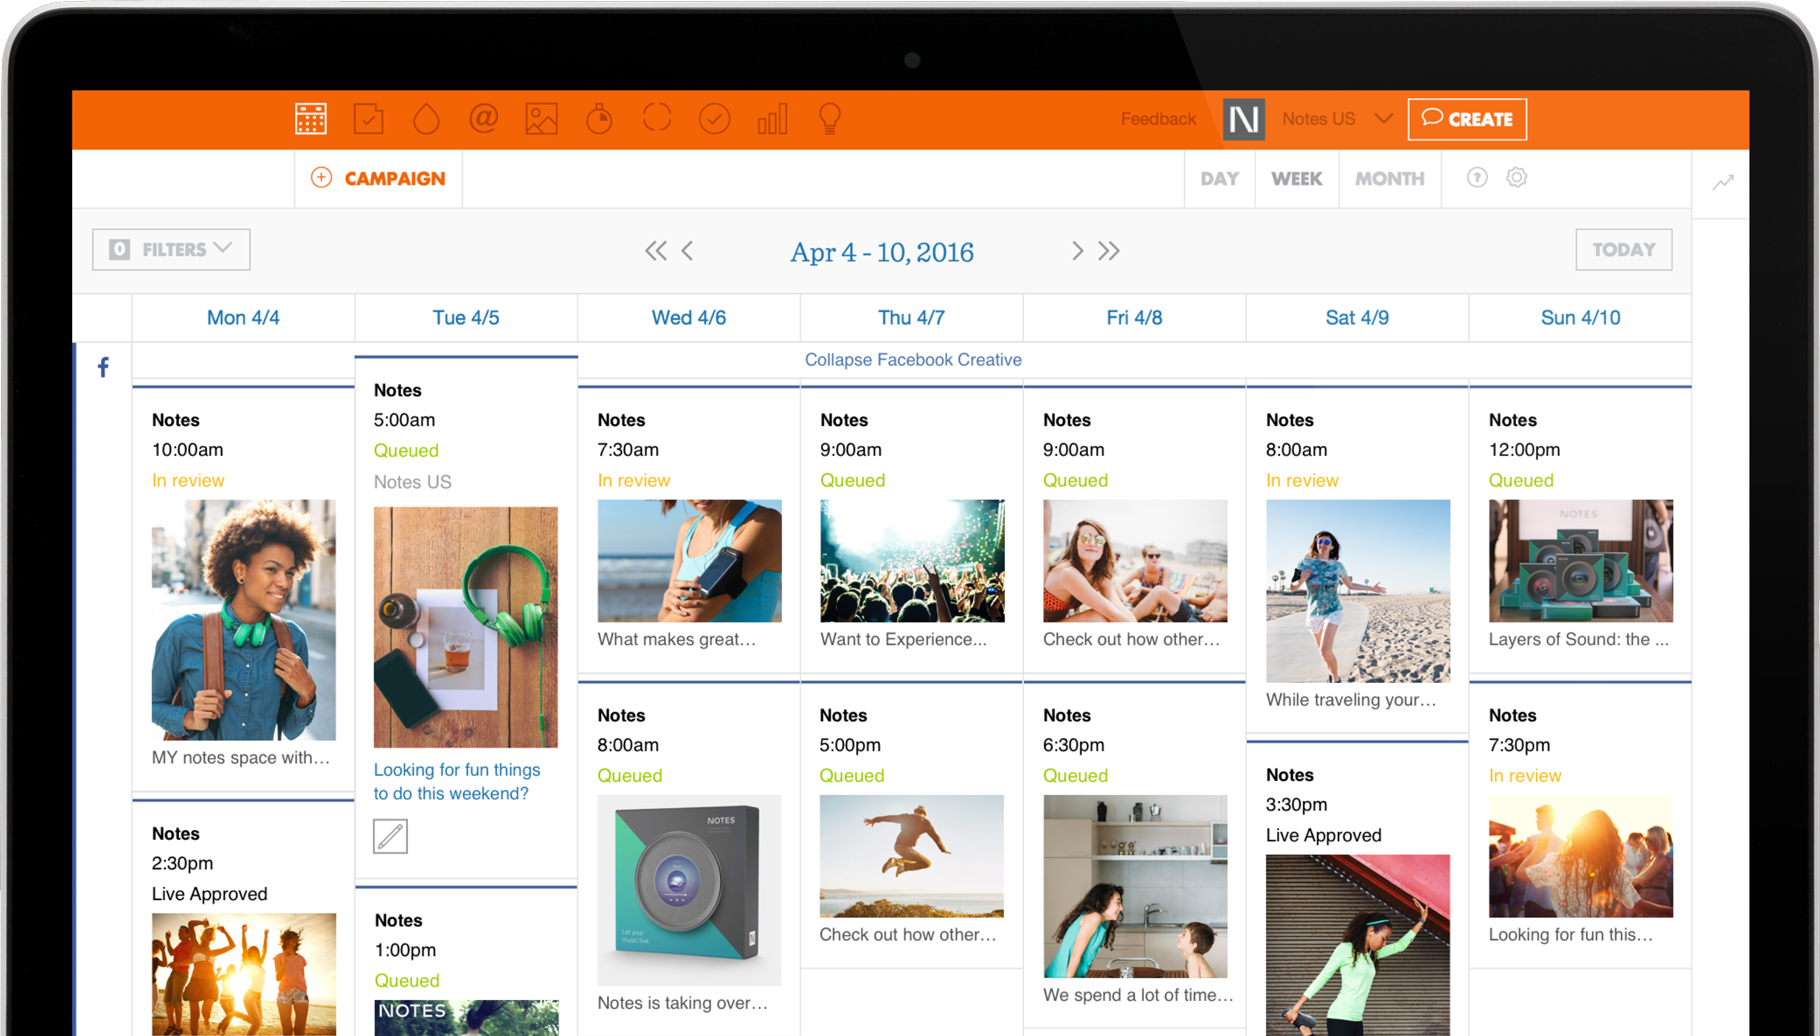 Feedback
N
Notes US
CREATE
CAMPAIGN
DAY
WEEK
MONTH
?
0 FILTERS
Apr 4 - 10, 2016
TODAY
Mon 4/4
Tue 4/5
Wed 4/6
Thu 4/7
Fri 4/8
Sat 4/9
Sun 4/10
f
Collapse Facebook Creative
Notes
10:00am
In review
MY notes space with…
Notes
2:30pm
Live Approved
Notes
5:00am
Queued
Notes US
Looking for fun things
to do this weekend?
Notes
1:00pm
Queued
NOTES
Notes
7:30am
In review
What makes great…
Notes
8:00am
Queued
NOTES
Let your
music live.
N
Notes is taking over…
Notes
9:00am
Queued
Want to Experience...
Notes
5:00pm
Queued
Check out how other…
Notes
9:00am
Queued
Check out how other…
Notes
6:30pm
Queued
We spend a lot of time…
Notes
8:00am
In review
While traveling your…
Notes
3:30pm
Live Approved
Notes
12:00pm
Queued
NOTES
Layers of Sound: the ...
Notes
7:30pm
In review
Looking for fun this…